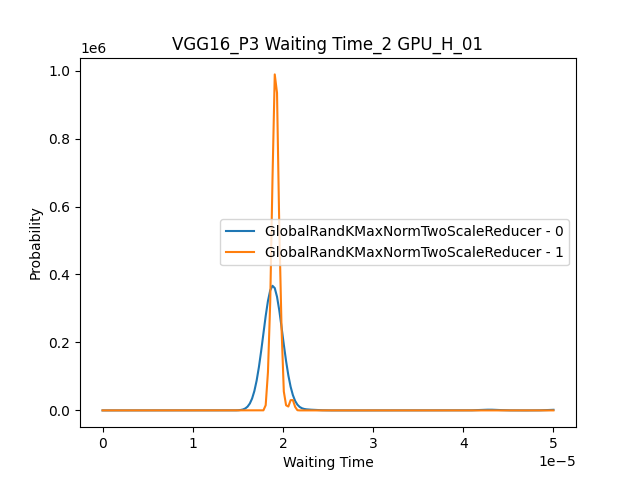 VGG16_P3 Waiting Time_2 GPU_H_01
1e6
1.0
0.8
0.6
0.4
0.2
0.0
Probability
GlobalRandKMaxNormTwoScaleReducer - 0
GlobalRandKMaxNormTwoScaleReducer - 1
0 1 2 3 4 5
1e−5
Waiting Time